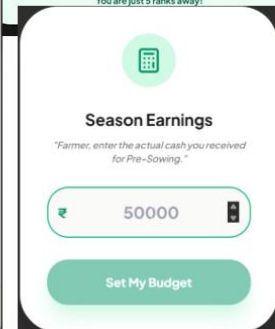 You are just 5 ranks away!
Season Earnings
"Farmer, enter the actual cash you received
for Pre-Sowing."
₹ 50000
Set My Budget